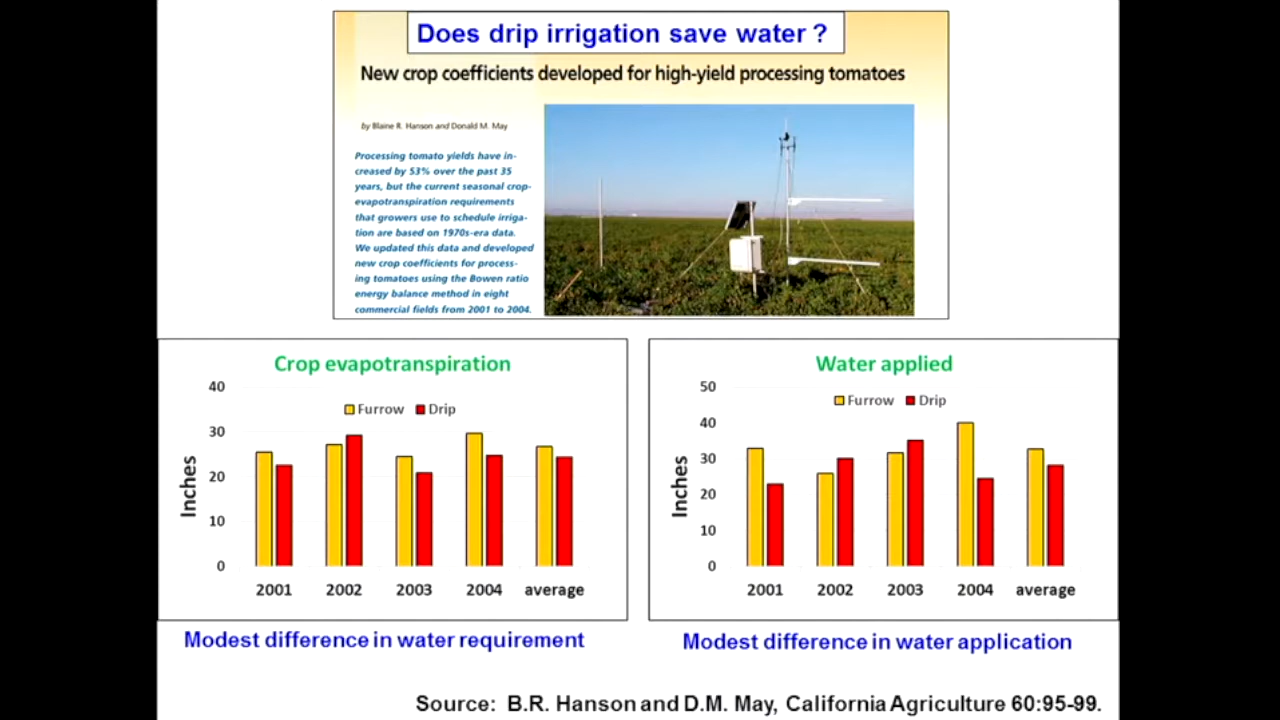 Does drip irrigation save water ?
New crop coefficients developed for high-yield processing tomatoes
by Blaine R. Hanson and Donald M. May
Processing tomato yields have in-
creased by 53% over the past 35
years, but the current seasonal crop-
evapotranspiration requirements
that growers use to schedule irriga-
tion are based on 1970s-era data.
We updated this data and developed
new crop coefficients for process-
ing tomatoes using the Bowen ratio
energy balance method in eight
commercial fields from 2001 to 2004.
Crop evapotranspiration
40
Furrow Drip
30
20
10
0
Inches
2001 2002 2003 2004 average
Modest difference in water requirement
Water applied
50
Furrow Drip
40
30
20
10
0
Inches
2001 2002 2003 2004 average
Modest difference in water application
Source: B.R. Hanson and D.M. May, California Agriculture 60:95-99.